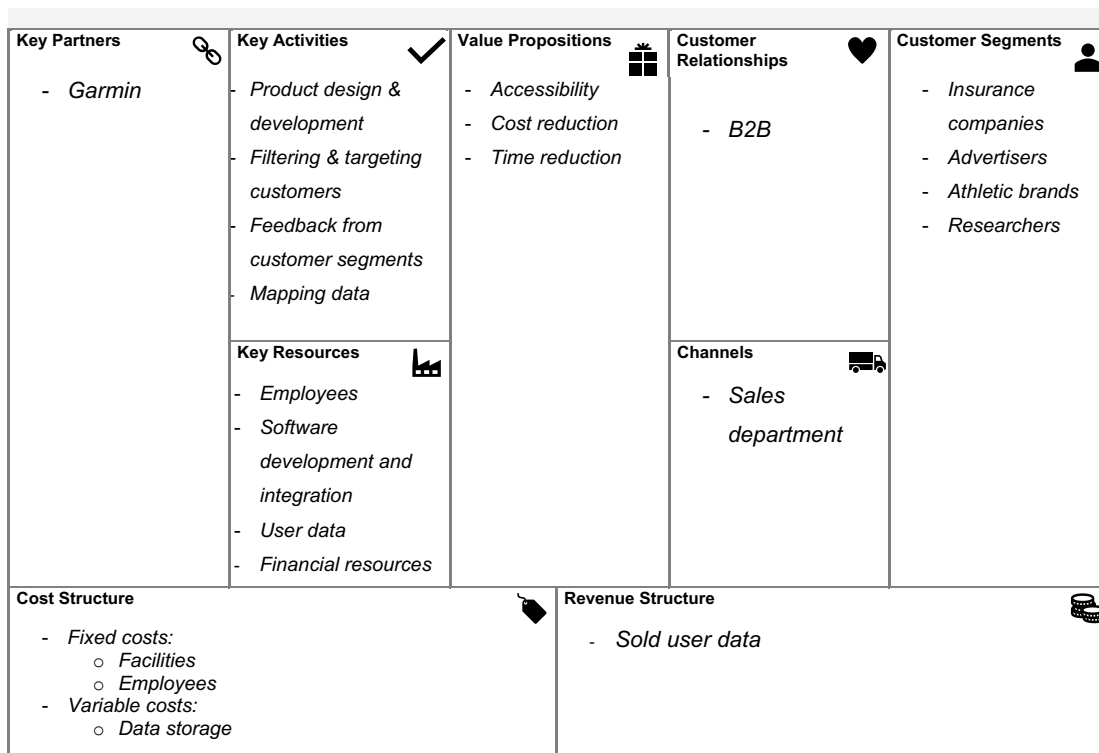 Key Partners
- Garmin
Key Activities
- Product design &
development
- Filtering & targeting
customers
- Feedback from
customer segments
- Mapping data
Key Resources
- Employees
- Software
development and
integration
- User data
- Financial resources
Value Propositions
- Accessibility
- Cost reduction
- Time reduction
Customer
Relationships
- B2B
Channels
- Sales
department
Customer Segments
- Insurance
companies
- Advertisers
- Athletic brands
- Researchers
Cost Structure
- Fixed costs:
o Facilities
o Employees
- Variable costs:
o Data storage
Revenue Structure
- Sold user data